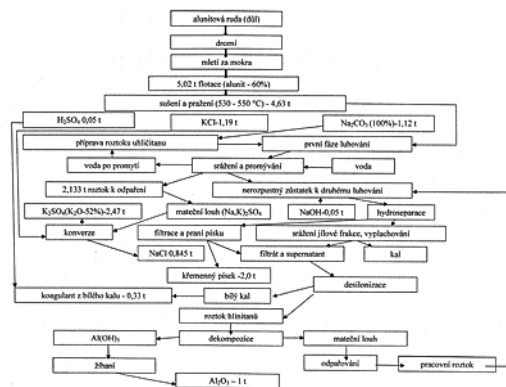 alunitová ruda (důl)
drcení
mletí za mokra
5,02 t flotace (alunit - 60%)
sušení a pražení (530 - 550 ºC) - 4,63 t
H₂SO₄ 0,05 t
KCl-1,19 t
Na₂CO₃ (100%)-1,12 t
příprava roztoku uhličitanu
první fáze luhování
voda po promytí
srážení a promývání
voda
2,133 t roztok k odpaření
nerozpustný zůstatek k druhému luhování
K₂SO₄(K₂O-52%)-2,47 t
mateční louh (Na,K)₂SO₄
NaOH-0,05 t
hydroseparace
konverze
filtrace a praní písku
srážení jílové frakce, vyplachování
NaCl 0,845 t
filtrát a supernatant
kal
křemenný písek -2,0 t
desilonizace
koagulant z bílého kalu - 0,33 t
bílý kal
roztok hlinitanů
Al(OH)₃
dekompozice
mateční louh
žíhaní
odpařování
pracovní roztok
Al₂O₃ – 1 t